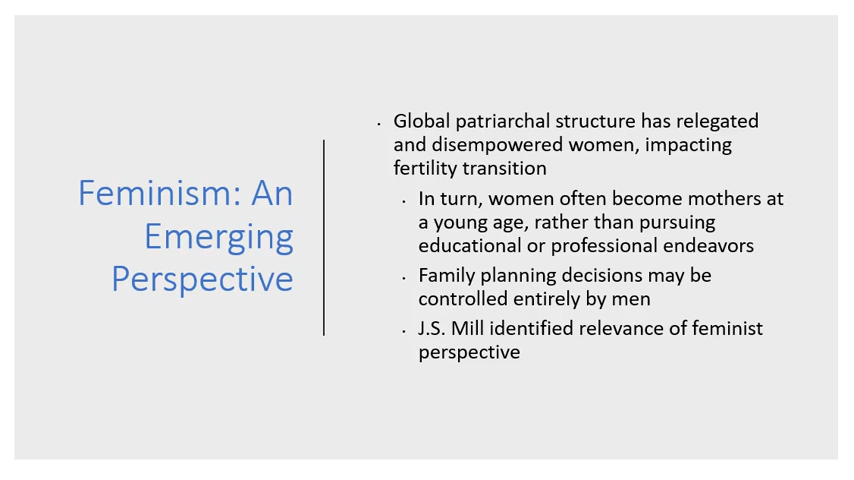 Feminism: An
Emerging
Perspective
· Global patriarchal structure has relegated
and disempowered women, impacting
fertility transition
· In turn, women often become mothers at
a young age, rather than pursuing
educational or professional endeavors
· Family planning decisions may be
controlled entirely by men
· J.S. Mill identified relevance of feminist
perspective